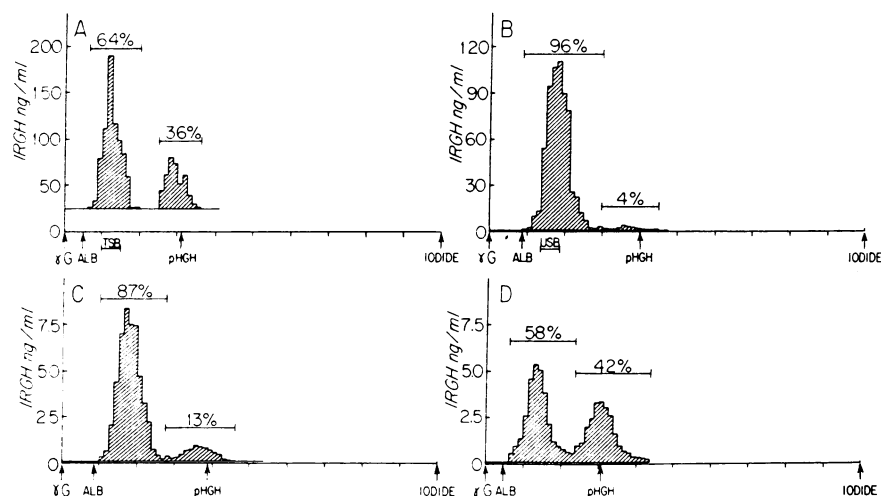 A
64%
36%
IRGH ng/ml
200
150
100
50
0
TSB
γG ALB pHGH IODIDE
B
96%
4%
IRGH ng/ml
120
90
60
30
0
USB
γG ALB pHGH IODIDE
C
87%
13%
IRGH ng/ml
7.5
5.0
2.5
0
γG ALB pHGH IODIDE
D
58%
42%
IRGH ng/ml
7.5
5.0
2.5
0
γG ALB pHGH IODIDE